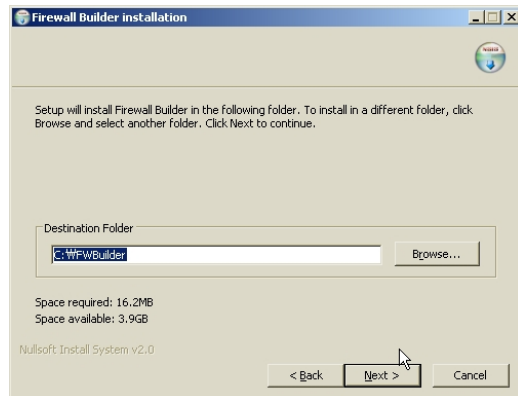 Firewall Builder installation
Setup will install Firewall Builder in the following folder. To install in a different folder, click
Browse and select another folder. Click Next to continue.
Destination Folder
C:₩FWBuilder
Browse...
Space required: 16.2MB
Space available: 3.9GB
Nullsoft Install System v2.0
< Back
Next >
Cancel